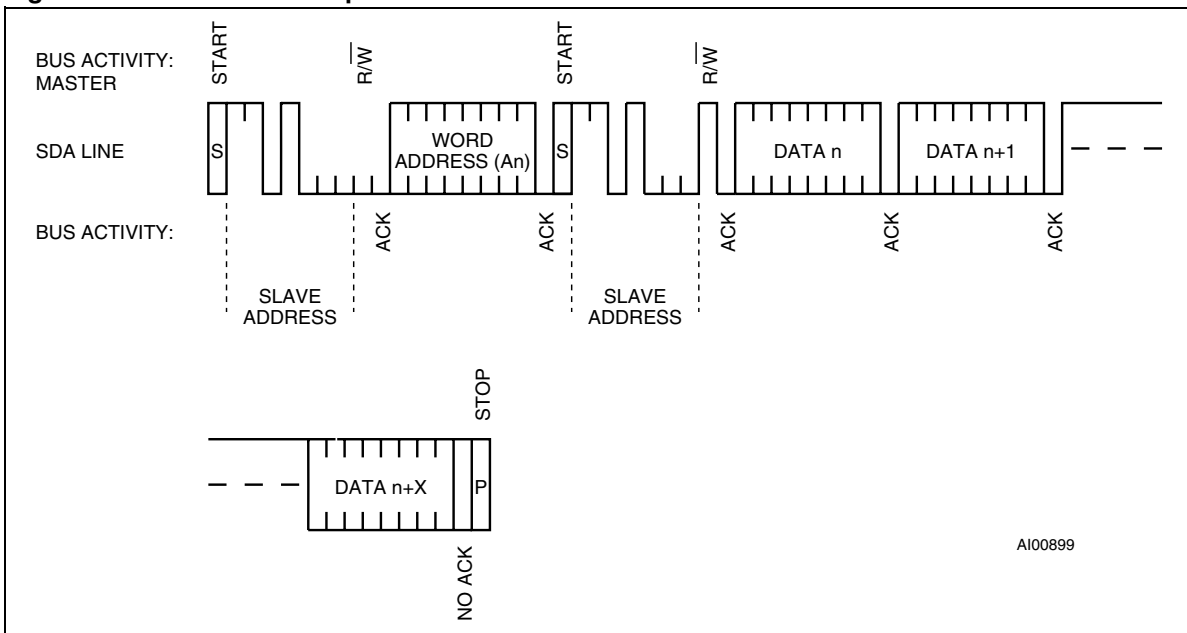 START
R/W
START
R/W
BUS ACTIVITY:
MASTER
SDA LINE
S
WORD
ADDRESS (An)
S
DATA n
DATA n+1
BUS ACTIVITY:
ACK
ACK
ACK
ACK
ACK
SLAVE
ADDRESS
SLAVE
ADDRESS
STOP
DATA n+X
P
NO ACK
AI00899